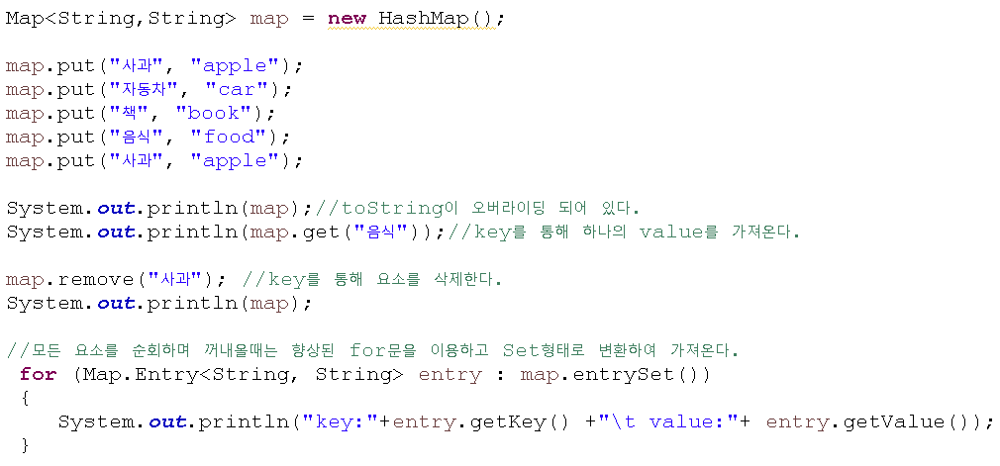 Map<String,String> map = new HashMap();
map.put("사과", "apple");
map.put("자동차", "car");
map.put("책", "book");
map.put("음식", "food");
map.put("사과", "apple");
System.out.println(map);//toString이 오버라이딩 되어 있다.
System.out.println(map.get("음식"));//key를 통해 하나의 value를 가져온다.
map.remove("사과"); //key를 통해 요소를 삭제한다.
System.out.println(map);
//모든 요소를 순회하며 꺼내올때는 향상된 for문을 이용하고 Set형태로 변환하여 가져온다.
for (Map.Entry<String, String> entry : map.entrySet())
{
System.out.println("key:"+entry.getKey() +"\t value:"+ entry.getValue());
}